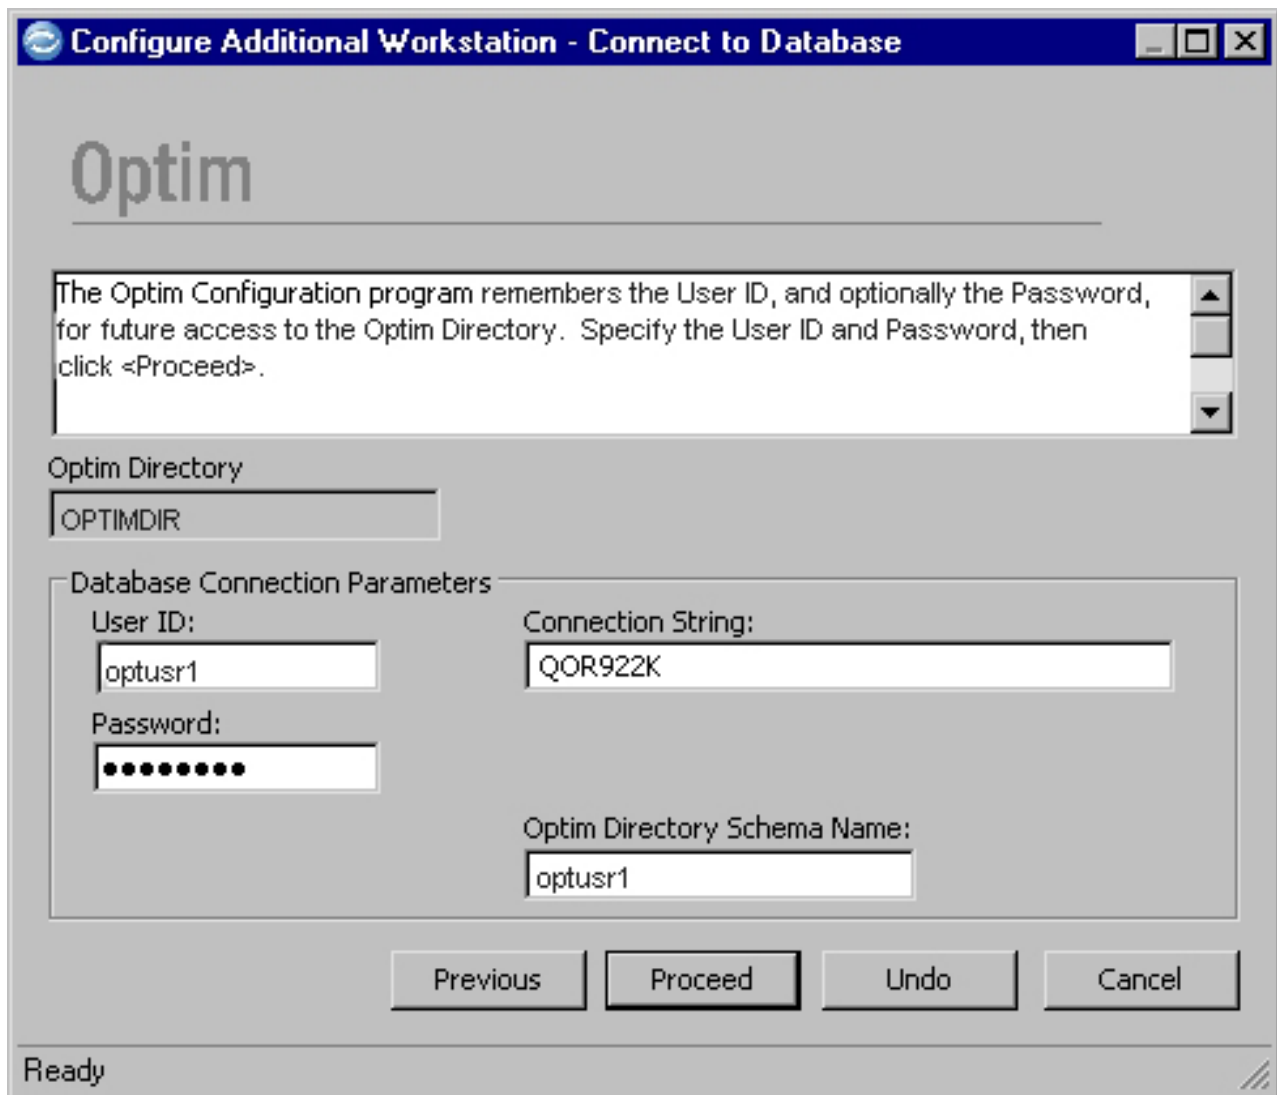 Configure Additional Workstation - Connect to Database
Optim
The Optim Configuration program remembers the User ID, and optionally the Password,
for future access to the Optim Directory.  Specify the User ID and Password, then
click <Proceed>.
Optim Directory
OPTIMDIR
Database Connection Parameters
User ID:
Connection String:
optusr1
QOR922K
Password:
●●●●●●●●
Optim Directory Schema Name:
optusr1
Previous
Proceed
Undo
Cancel
Ready